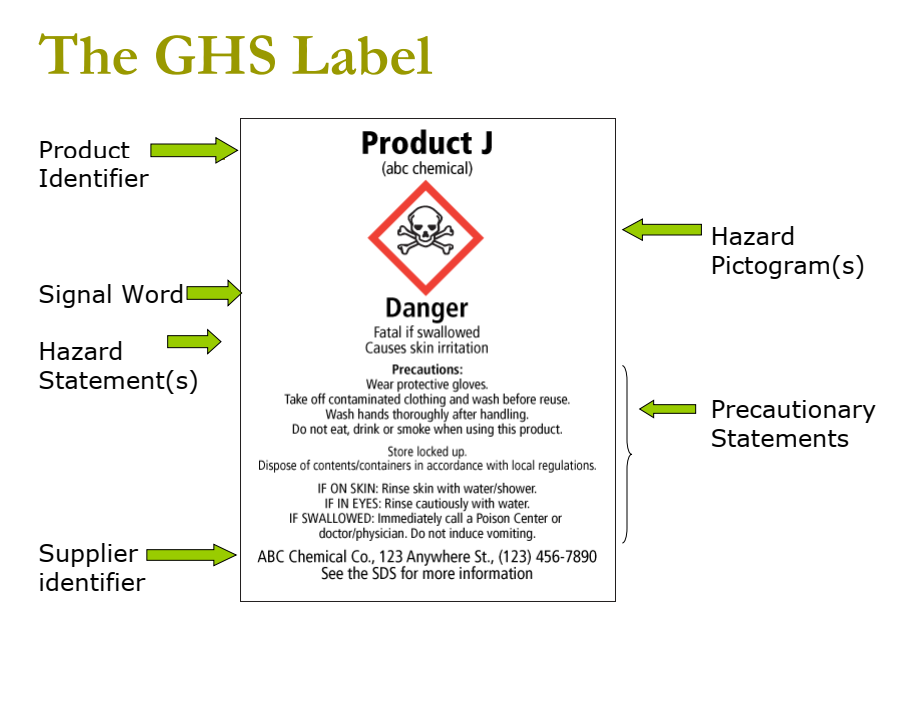 The GHS Label
Product
Identifier
Signal Word
Hazard
Statement(s)
Supplier
identifier
Product J
(abc chemical)
Danger
Fatal if swallowed
Causes skin irritation
Precautions:
Wear protective gloves.
Take off contaminated clothing and wash before reuse.
Wash hands thoroughly after handling.
Do not eat, drink or smoke when using this product.
Store locked up.
Dispose of contents/containers in accordance with local regulations.
IF ON SKIN: Rinse skin with water/shower.
IF IN EYES: Rinse cautiously with water.
IF SWALLOWED: Immediately call a Poison Center or
doctor/physician. Do not induce vomiting.
ABC Chemical Co., 123 Anywhere St., (123) 456-7890
See the SDS for more information
Hazard
Pictogram(s)
Precautionary
Statements